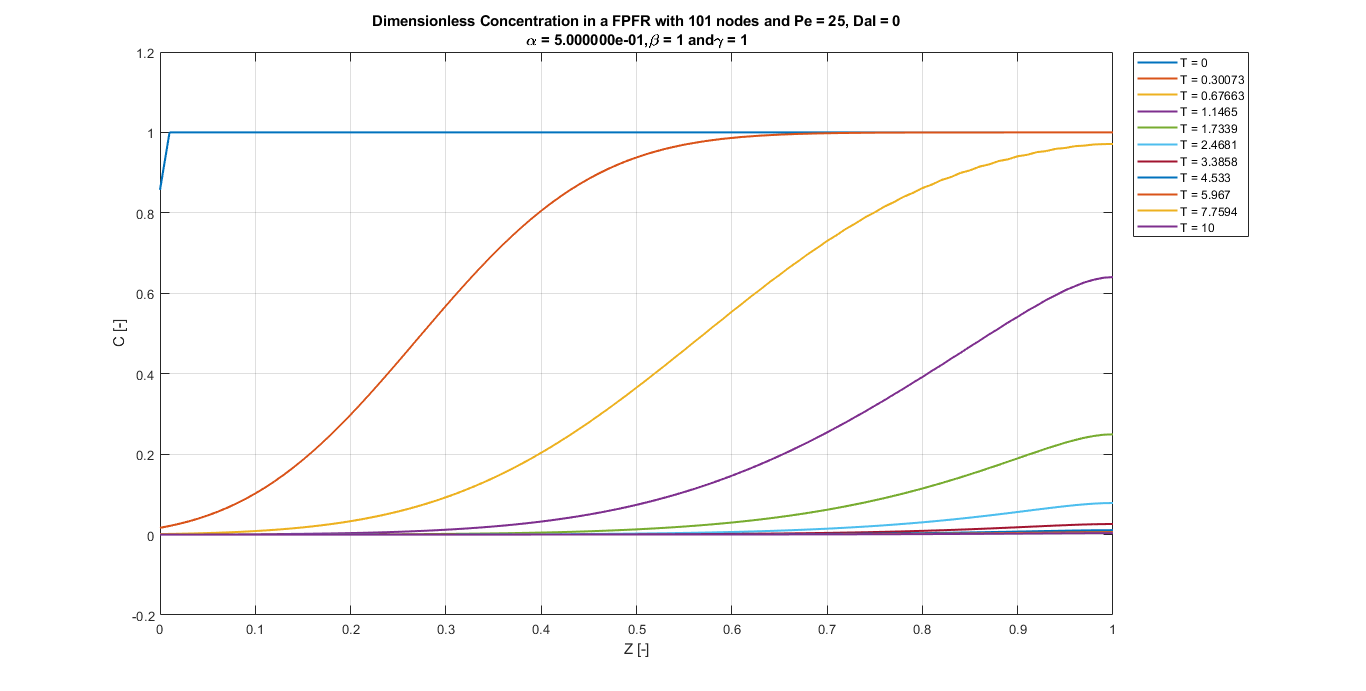 Dimensionless Concentration in a FPFR with 101 nodes and Pe = 25, DaI = 0
α = 5.000000e-01,β = 1 andγ = 1
1.2
1
0.8
0.6
0.4
0.2
0
-0.2
C [-]
0 0.1 0.2 0.3 0.4 0.5 0.6 0.7 0.8 0.9 1
Z [-]
T = 0
T = 0.30073
T = 0.67663
T = 1.1465
T = 1.7339
T = 2.4681
T = 3.3858
T = 4.533
T = 5.967
T = 7.7594
T = 10